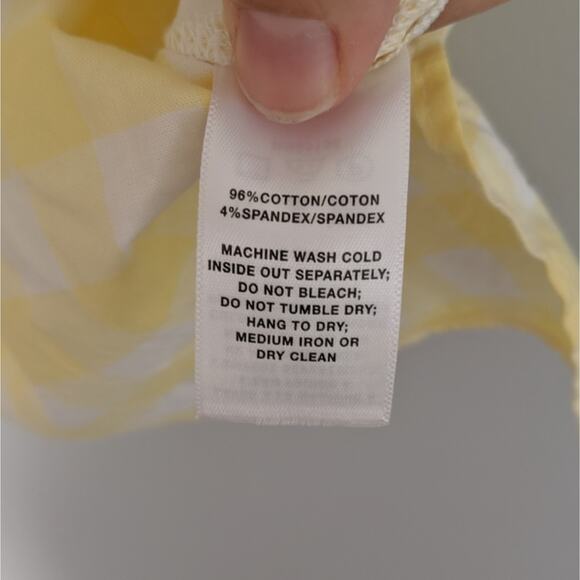 96%COTTON/COTON
4%SPANDEX/SPANDEX
MACHINE WASH COLD
INSIDE OUT SEPARATELY;
DO NOT BLEACH;
DO NOT TUMBLE DRY;
HANG TO DRY;
MEDIUM IRON OR
DRY CLEAN